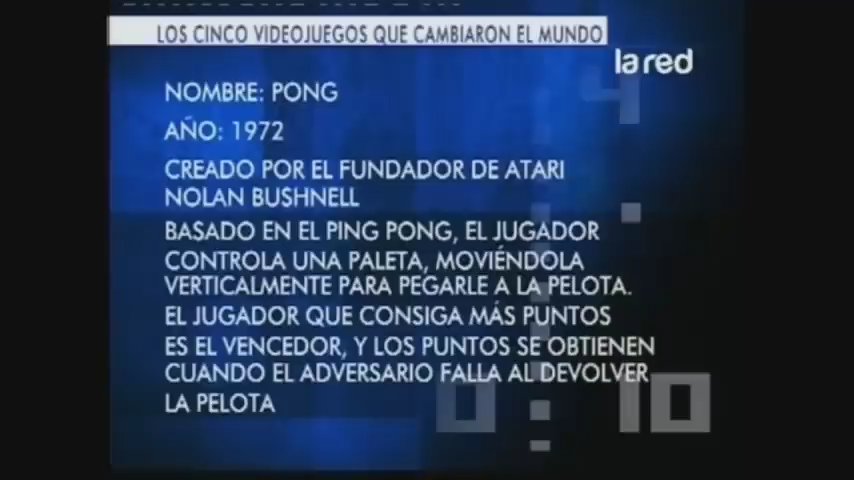 LOS CINCO VIDEOJUEGOS QUE CAMBIARON EL MUNDO
la red
4
NOMBRE: PONG
AÑO: 1972
CREADO POR EL FUNDADOR DE ATARI
NOLAN BUSHNELL
BASADO EN EL PING PONG, EL JUGADOR
CONTROLA UNA PALETA, MOVIÉNDOLA
VERTICALMENTE PARA PEGARLE A LA PELOTA.
EL JUGADOR QUE CONSIGA MÁS PUNTOS
ES EL VENCEDOR, Y LOS PUNTOS SE OBTIENEN
CUANDO EL ADVERSARIO FALLA AL DEVOLVER
LA PELOTA
0 10